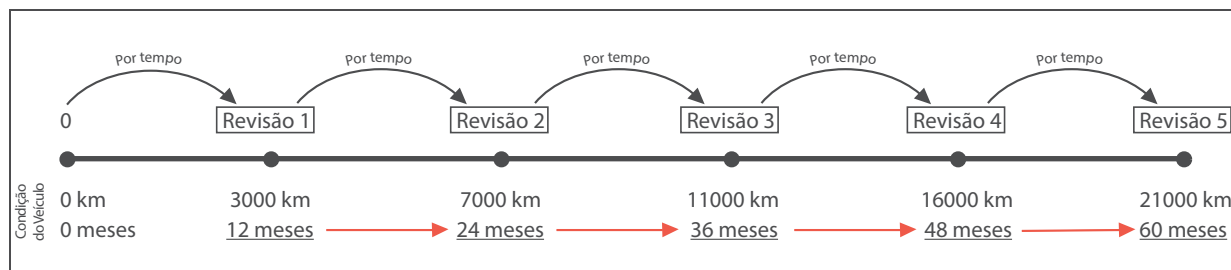 Por tempo Por tempo Por tempo Por tempo Por tempo
0 Revisão 1 Revisão 2 Revisão 3 Revisão 4 Revisão 5
Condição
do Veículo
0 km 3000 km 7000 km 11000 km 16000 km 21000 km
0 meses 12 meses 24 meses 36 meses 48 meses 60 meses